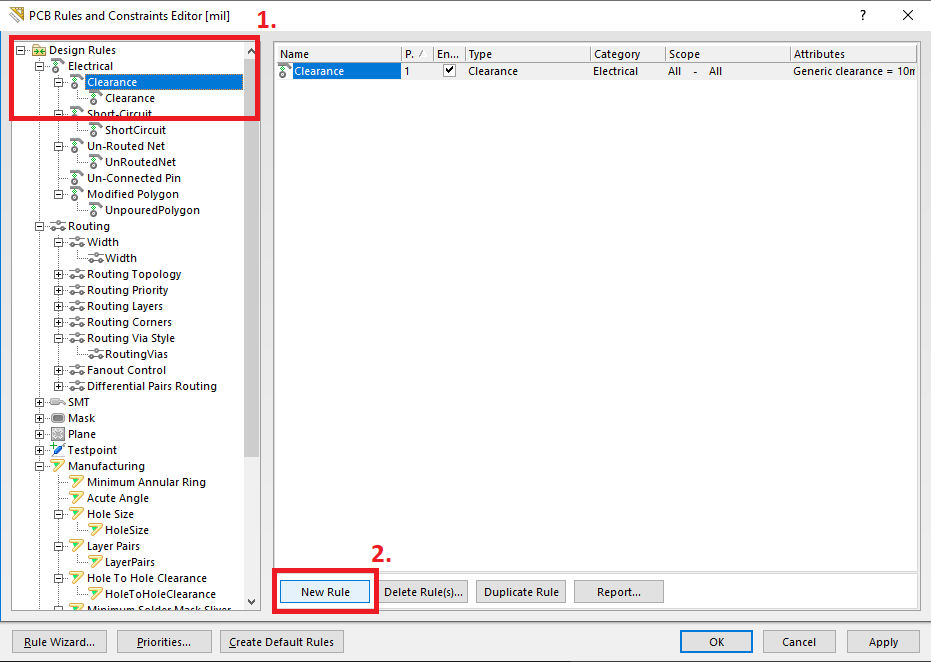 PCB Rules and Constraints Editor [mil]
?
1.
Design Rules
Electrical
Clearance
Clearance
Short-Circuit
ShortCircuit
Un-Routed Net
UnRoutedNet
Un-Connected Pin
Modified Polygon
UnpouredPolygon
Routing
Width
Width
Routing Topology
Routing Priority
Routing Layers
Routing Corners
Routing Via Style
RoutingVias
Fanout Control
Differential Pairs Routing
SMT
Mask
Plane
Testpoint
Manufacturing
Minimum Annular Ring
Acute Angle
Hole Size
HoleSize
Layer Pairs
LayerPairs
Hole To Hole Clearance
HoleToHoleClearance
Minimum Solder Mask Sliver
Name P. En... Type Category Scope Attributes
Clearance 1 Clearance Electrical All - All Generic clearance = 10m
2.
New Rule Delete Rule(s)... Duplicate Rule Report...
Rule Wizard... Priorities... Create Default Rules OK Cancel Apply